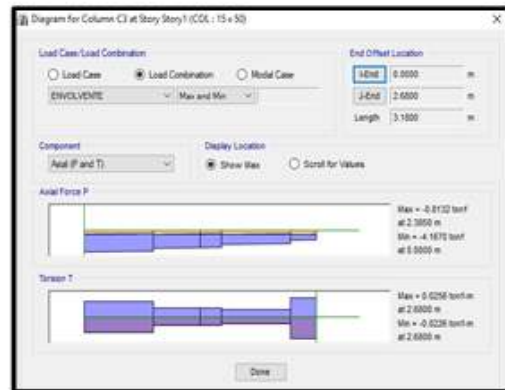 Diagram for Column C3 at Story Story1 (COL : 15 x 50)
Load Case/Load Combination
Load Case
Load Combination
Modal Case
ENVOLVENTE
Max and Min
End Offset Location
I-End
0.0000
m
J-End
2.6800
m
Length
3.1800
m
Component
Axial (P and T)
Display Location
Show Max
Scroll for Values
Axial Force P
Max = -0.0132 tonf
at 2.3850 m
Min = -4.1670 tonf
at 0.0000 m
Torsion T
Max = 0.0256 tonf-m
at 2.6800 m
Min = -0.0226 tonf-m
at 2.6800 m
Done